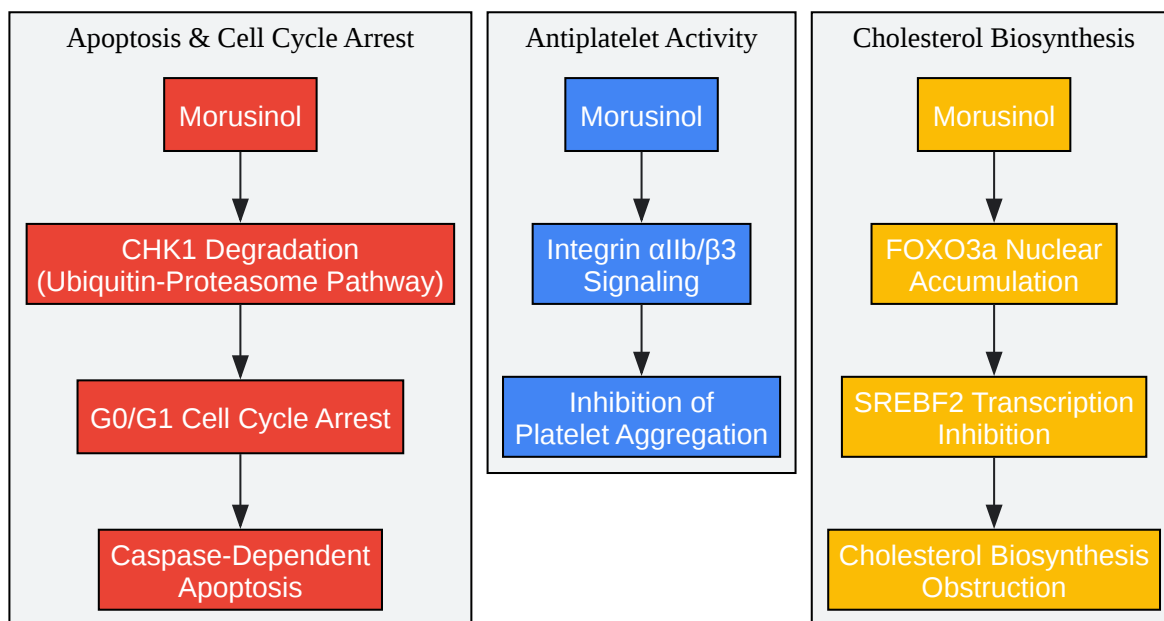 Apoptosis & Cell Cycle Arrest
Morusinol
CHK1 Degradation
(Ubiquitin-Proteasome Pathway)
G0/G1 Cell Cycle Arrest
Caspase-Dependent
Apoptosis
Antiplatelet Activity
Morusinol
Integrin αIIb/β3
Signaling
Inhibition of
Platelet Aggregation
Cholesterol Biosynthesis
Morusinol
FOXO3a Nuclear
Accumulation
SREBF2 Transcription
Inhibition
Cholesterol Biosynthesis
Obstruction